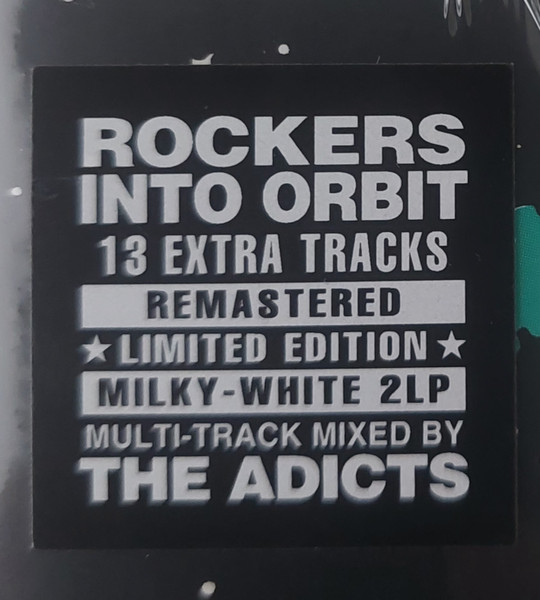 ROCKERS
INTO ORBIT
13 EXTRA TRACKS
REMASTERED
★ LIMITED EDITION ★
MILKY-WHITE 2LP
MULTI-TRACK MIXED BY
THE ADICTS